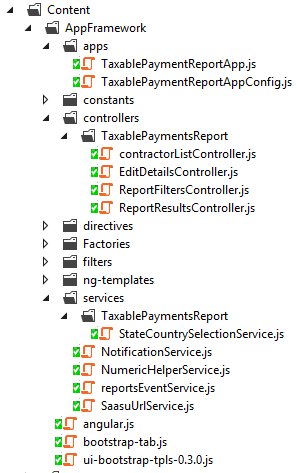 Content
AppFramework
apps
TaxablePaymentReportApp.js
TaxablePaymentReportAppConfig.js
constants
controllers
TaxablePaymentsReport
contractorListController.js
EditDetailsController.js
ReportFiltersController.js
ReportResultsController.js
directives
Factories
filters
ng-templates
services
TaxablePaymentsReport
StateCountrySelectionService.js
NotificationService.js
NumericHelperService.js
reportsEventService.js
SaasuUrlService.js
angular.js
bootstrap-tab.js
ui-bootstrap-tpls-0.3.0.js